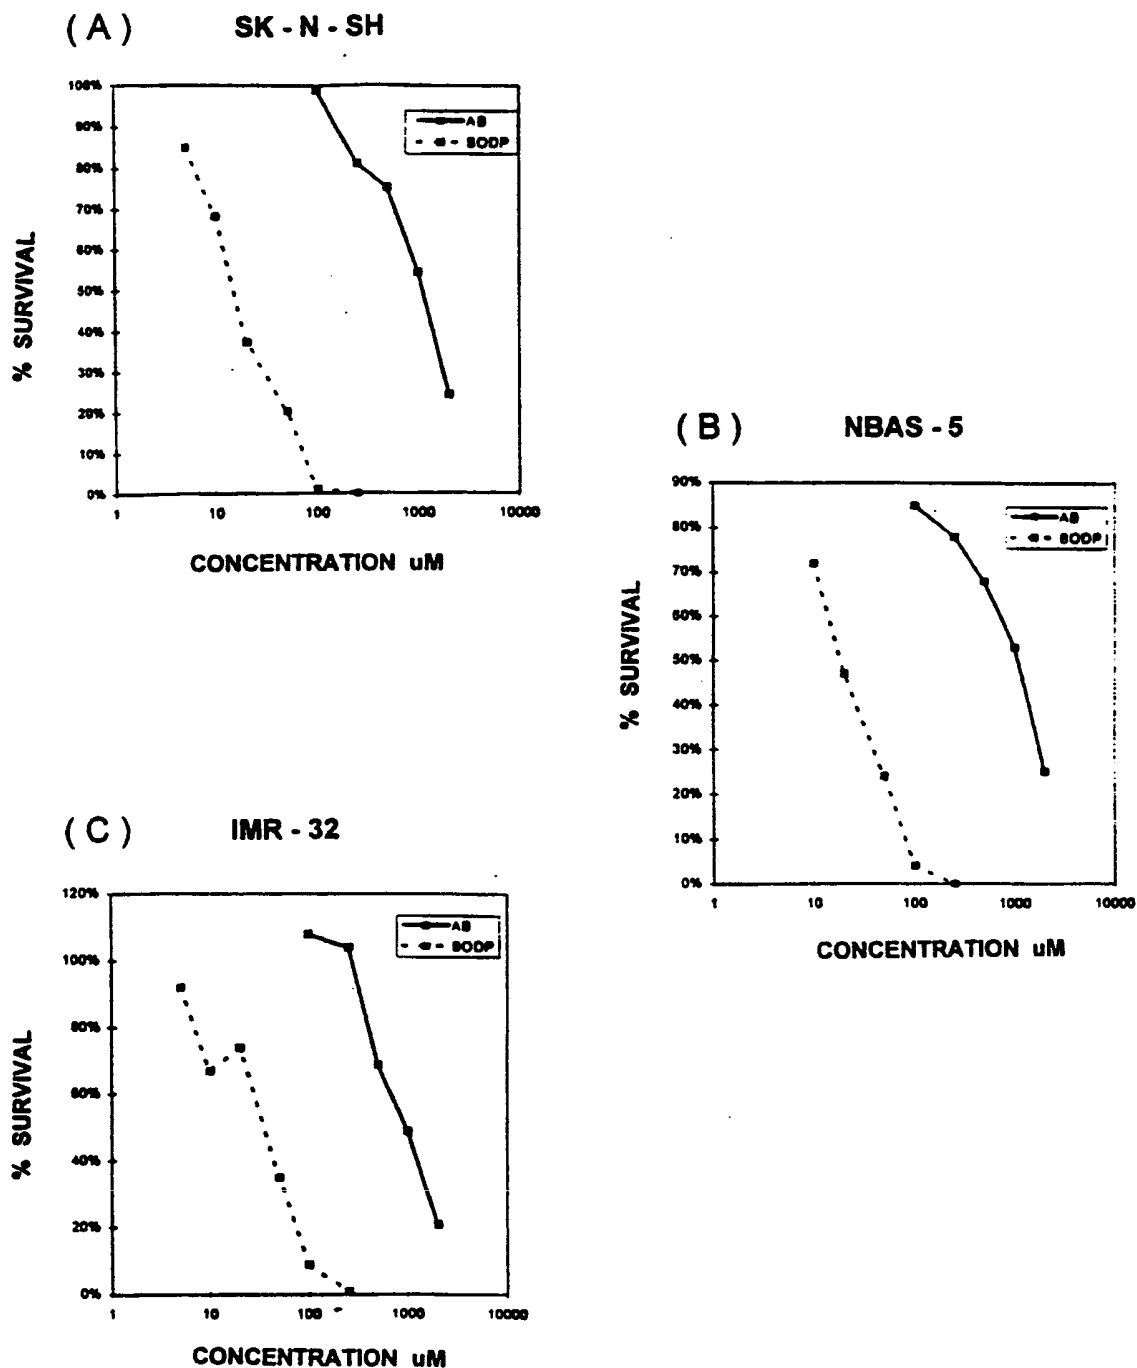 ( A ) SK - N - SH
100%
90%
80%
70%
60%
50%
40%
30%
20%
10%
0%
% SURVIVAL
AB
BODP
1 10 100 1000 10000
CONCENTRATION uM
( B ) NBAS - 5
90%
80%
70%
60%
50%
40%
30%
20%
10%
0%
% SURVIVAL
AB
BODP
1 10 100 1000 10000
CONCENTRATION uM
( C ) IMR - 32
120%
100%
80%
60%
40%
20%
0%
% SURVIVAL
AB
BODP
1 10 100 1000 10000
CONCENTRATION uM